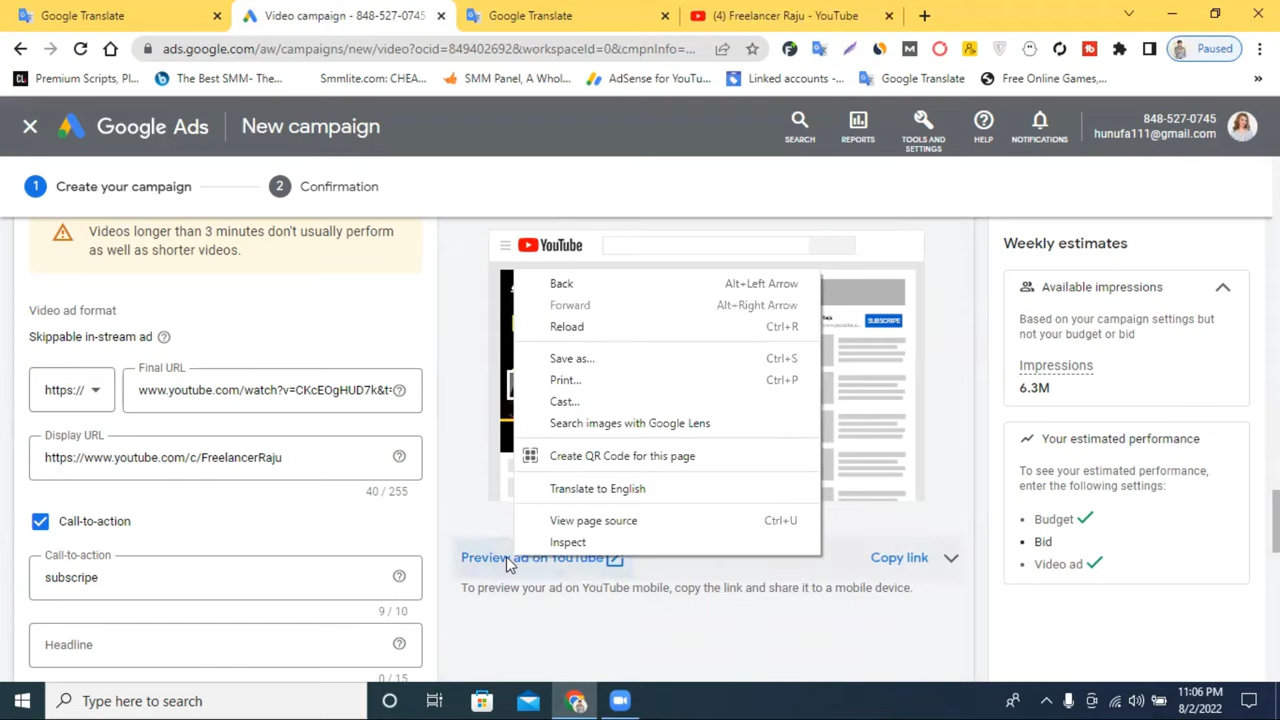 Google Translate
Video campaign - 848-527-0745
Google Translate
(4) Freelancer Raju - YouTube
ads.google.com/aw/campaigns/new/video?ocid=849402692&workspaceId=0&cmpnInfo=...
Paused
Premium Scripts, Pl...
The Best SMM- The...
Smmlite.com: CHEA...
SMM Panel, A Whol...
AdSense for YouTu...
Linked accounts -...
Google Translate
Free Online Games,...
Google Ads
New campaign
SEARCH
REPORTS
TOOLS AND
SETTINGS
HELP
NOTIFICATIONS
848-527-0745
hunufa111@gmail.com
1 Create your campaign
2 Confirmation
Videos longer than 3 minutes don't usually perform
as well as shorter videos.
Video ad format
Skippable in-stream ad
Final URL
https://
www.youtube.com/watch?v=CKcEOgHUD7k&t=
Display URL
https://www.youtube.com/c/FreelancerRaju
40 / 255
Call-to-action
Call-to-action
subscripe
9 / 10
Headline
0 / 15
YouTube
SUBSCRIBE
Back Alt+Left Arrow
Forward Alt+Right Arrow
Reload Ctrl+R
Save as... Ctrl+S
Print... Ctrl+P
Cast...
Search images with Google Lens
Create QR Code for this page
Translate to English
View page source Ctrl+U
Inspect
Preview ad on YouTube
Copy link
To preview your ad on YouTube mobile, copy the link and share it to a mobile device.
Weekly estimates
Available impressions
Based on your campaign settings but
not your budget or bid
Impressions
6.3M
Your estimated performance
To see your estimated performance,
enter the following settings:
• Budget
• Bid
• Video ad
Type here to search
11:06 PM
8/2/2022